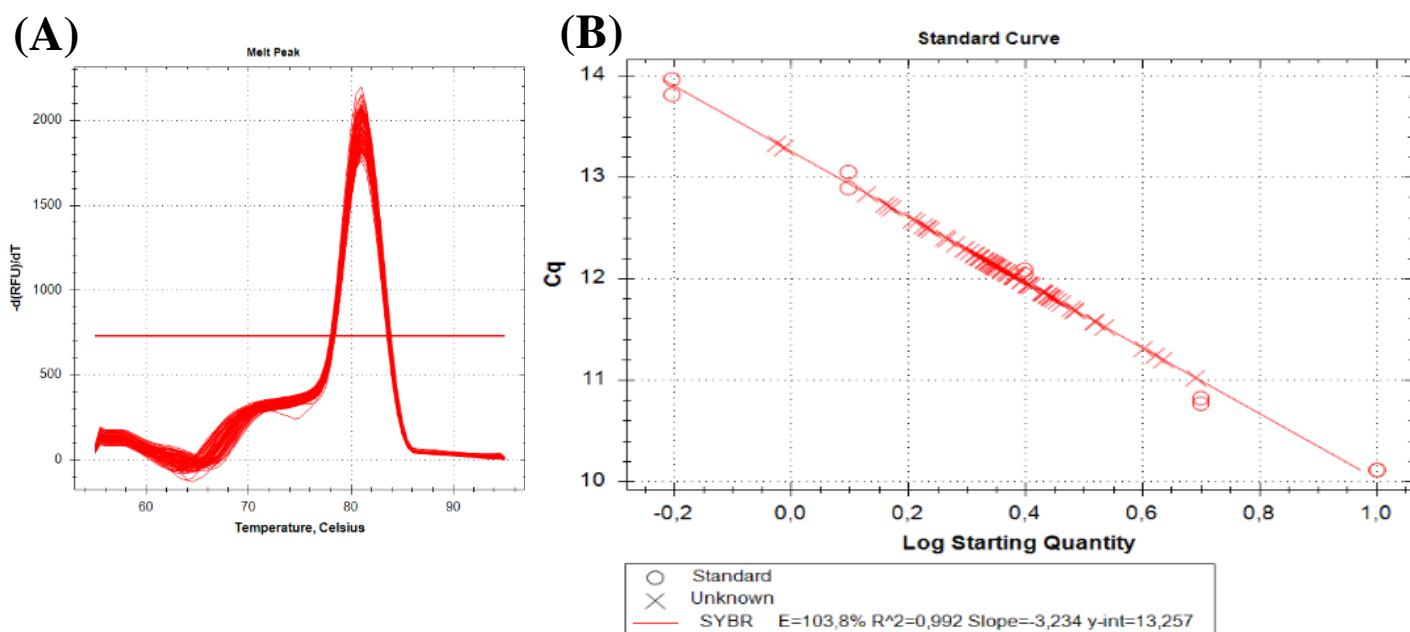 (A)
Melt Peak
2000
1500
1000
500
0
-d(RFU)/dT
60 70 80 90
Temperature, Celsius
(B)
Standard Curve
14
13
12
11
10
Cq
-0,2 0,0 0,2 0,4 0,6 0,8 1,0
Log Starting Quantity
Standard
Unknown
SYBR E=103,8% R^2=0,992 Slope=-3,234 y-int=13,257